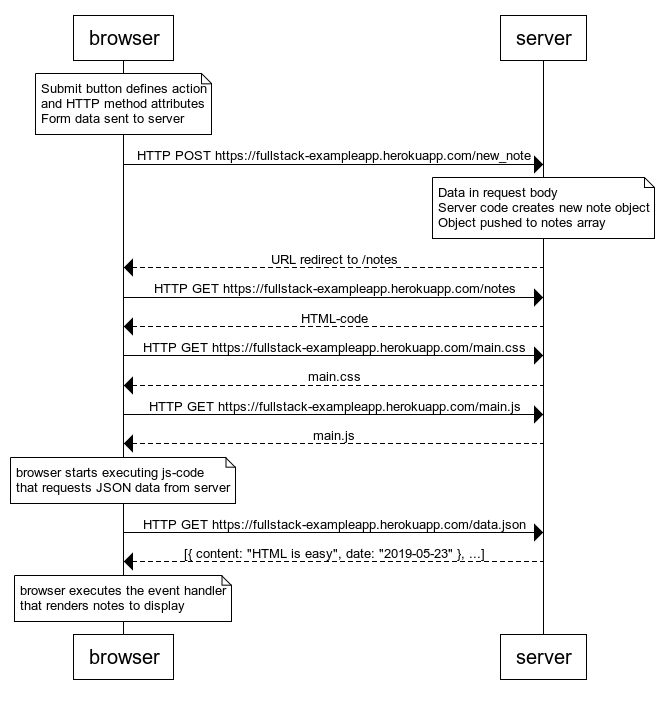 browser
server
Submit button defines action
and HTTP method attributes
Form data sent to server
HTTP POST https://fullstack-exampleapp.herokuapp.com/new_note
Data in request body
Server code creates new note object
Object pushed to notes array
URL redirect to /notes
HTTP GET https://fullstack-exampleapp.herokuapp.com/notes
HTML-code
HTTP GET https://fullstack-exampleapp.herokuapp.com/main.css
main.css
HTTP GET https://fullstack-exampleapp.herokuapp.com/main.js
main.js
browser starts executing js-code
that requests JSON data from server
HTTP GET https://fullstack-exampleapp.herokuapp.com/data.json
[{ content: "HTML is easy", date: "2019-05-23" }, ...]
browser executes the event handler
that renders notes to display
browser
server